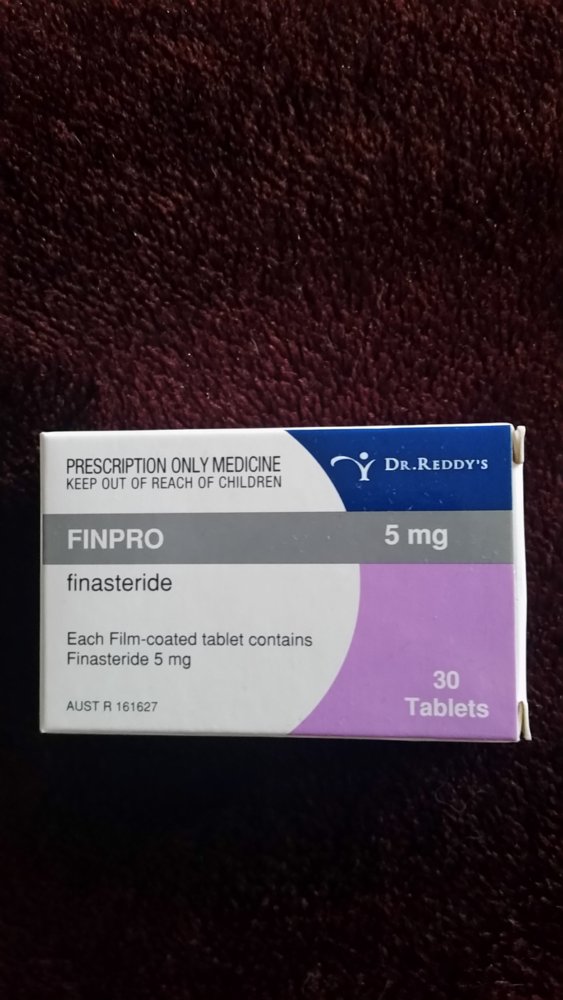 PRESCRIPTION ONLY MEDICINE
KEEP OUT OF REACH OF CHILDREN
DR.REDDY'S
FINPRO 5 mg
finasteride
Each Film-coated tablet contains
Finasteride 5 mg
AUST R 161627
30
Tablets